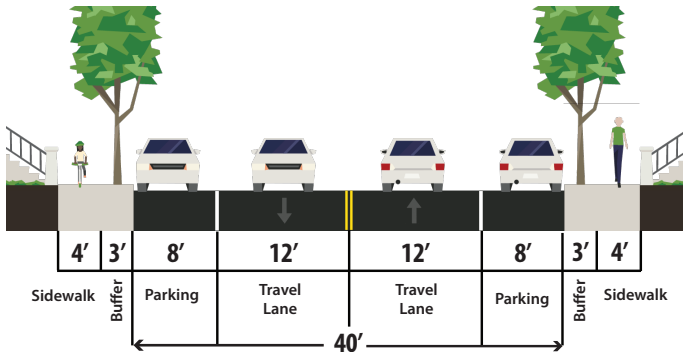 4’ 3’ 8’ 12’ 12’ 8’ 3’ 4’
Sidewalk Buffer Parking Travel Lane Travel Lane Parking Buffer Sidewalk
40’